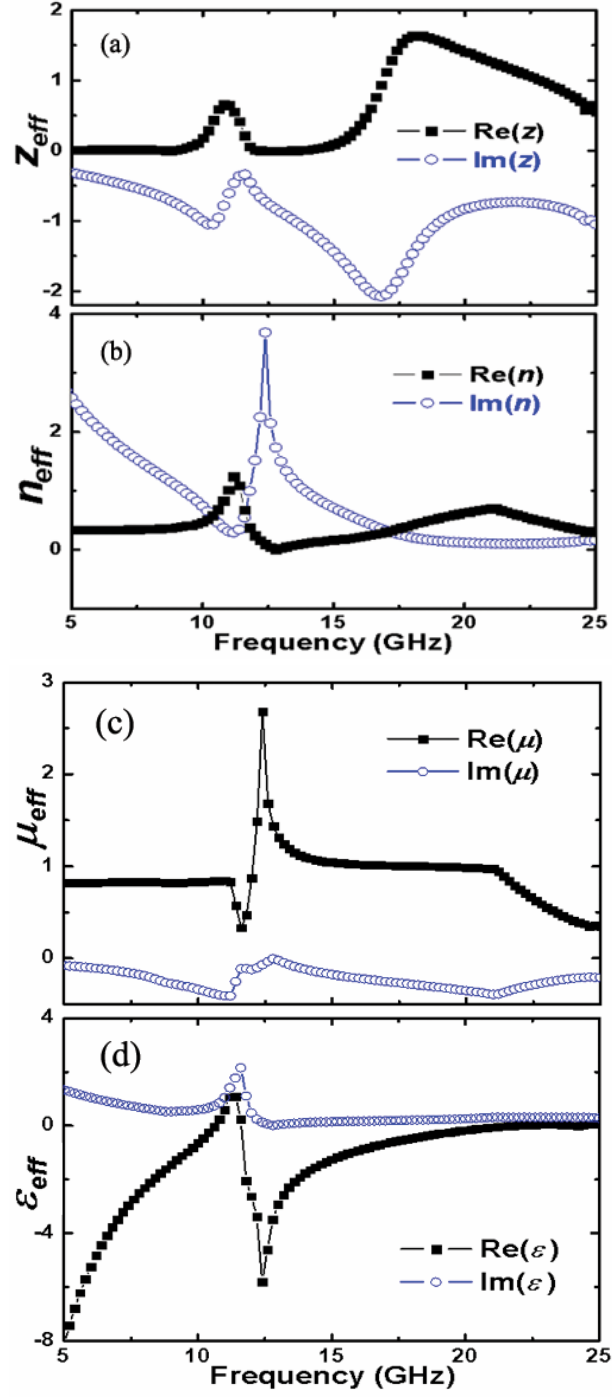 (a)
2
1
0
-1
-2
Z_eff
Re(z)
Im(z)
(b)
4
2
0
n_eff
Re(n)
Im(n)
5 10 15 20 25
Frequency (GHz)
(c)
3
2
1
0
μ_eff
Re(μ)
Im(μ)
(d)
4
0
-4
-8
ε_eff
Re(ε)
Im(ε)
5 10 15 20 25
Frequency (GHz)